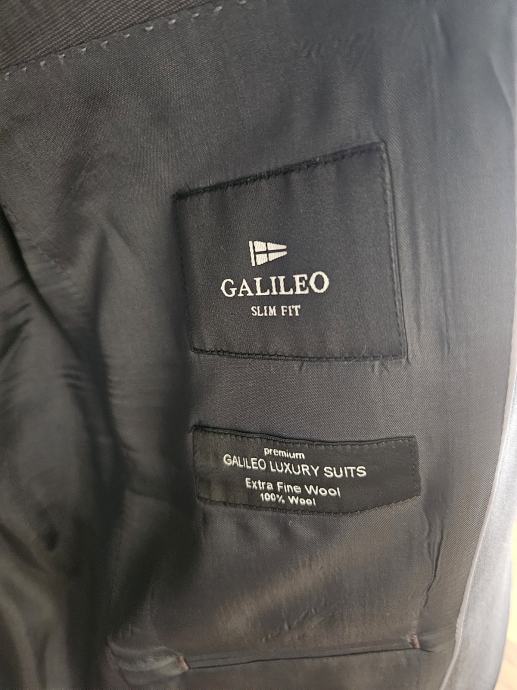 GALILEO
SLIM FIT
premium
GALILEO LUXURY SUITS
Extra Fine Wool
100% Wool